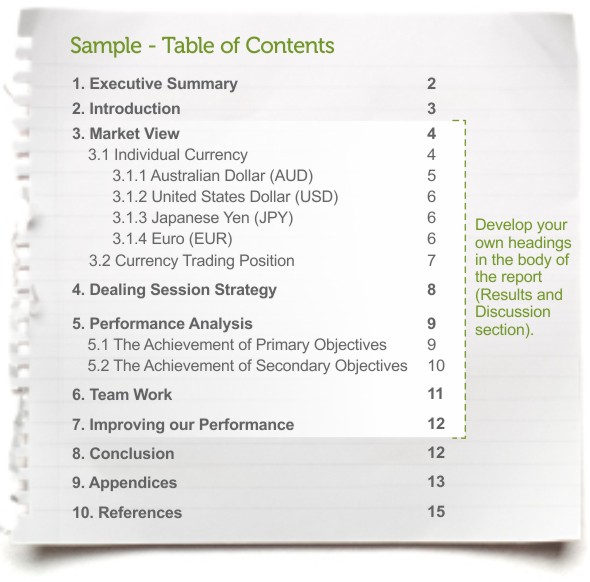 Sample - Table of Contents
1. Executive Summary 2
2. Introduction 3
3. Market View 4
3.1 Individual Currency 4
3.1.1 Australian Dollar (AUD) 5
3.1.2 United States Dollar (USD) 6
3.1.3 Japanese Yen (JPY) 6
3.1.4 Euro (EUR) 6
3.2 Currency Trading Position 7
4. Dealing Session Strategy 8
5. Performance Analysis 9
5.1 The Achievement of Primary Objectives 9
5.2 The Achievement of Secondary Objectives 10
6. Team Work 11
7. Improving our Performance 12
8. Conclusion 12
9. Appendices 13
10. References 15
Develop your
own headings
in the body of
the report
(Results and
Discussion
section).